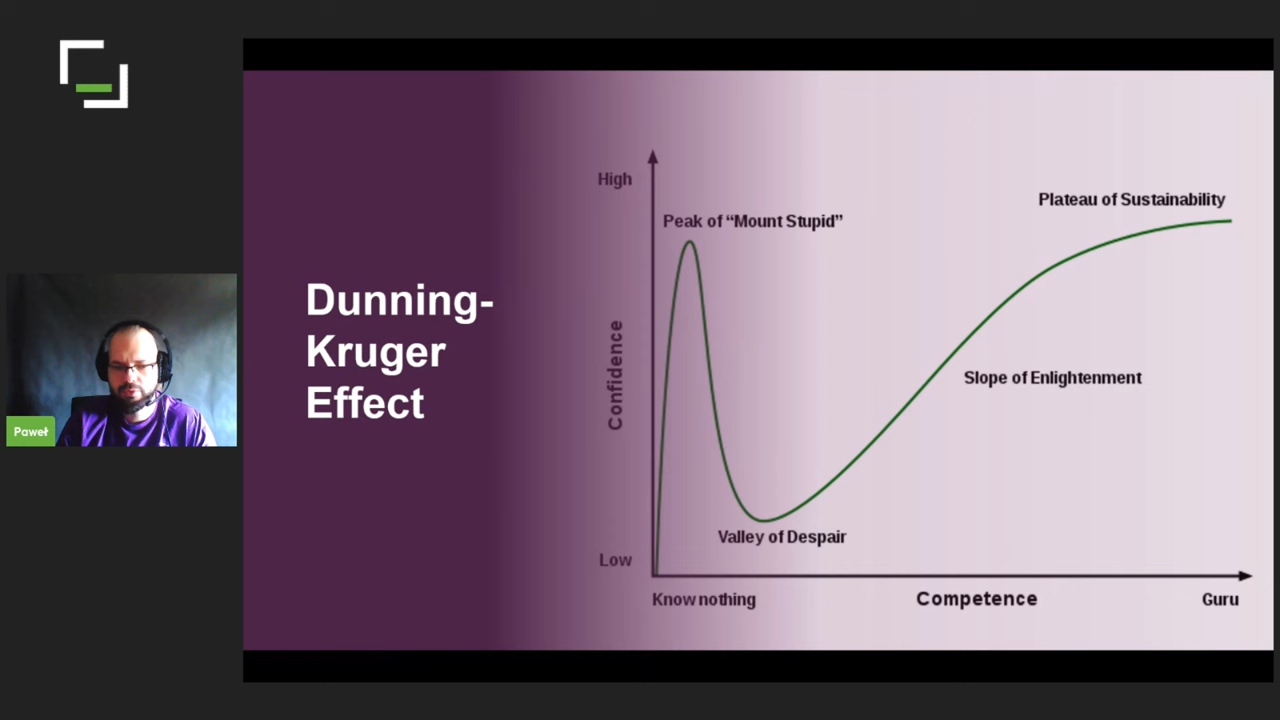 Dunning-
Kruger
Effect
High
Peak of “Mount Stupid”
Plateau of Sustainability
Confidence
Slope of Enlightenment
Valley of Despair
Low
Know nothing
Competence
Guru
Paweł